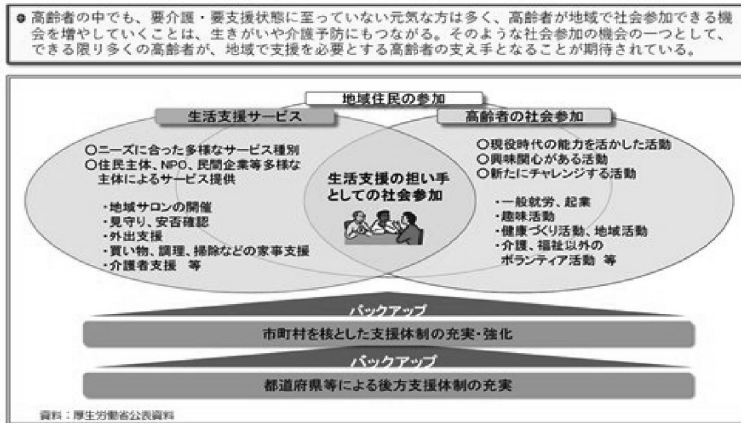 ● 高齢者の中でも、要介護・要支援状態に至っていない元気な方は多く、高齢者が地域で社会参加できる機
会を増やしていくことは、生きがいや介護予防にもつながる。そのような社会参加の機会の一つとして、
できる限り多くの高齢者が、地域で支援を必要とする高齢者の支え手となることが期待されている。
地域住民の参加
生活支援サービス
高齢者の社会参加
○ニーズに合った多様なサービス種別
○住民主体、NPO、民間企業等多様な
主体によるサービス提供
・地域サロンの開催
・見守り、安否確認
・外出支援
・買い物、調理、掃除などの家事支援
・介護者支援 等
生活支援の担い手
としての社会参加
○現役時代の能力を活かした活動
○興味関心がある活動
○新たにチャレンジする活動
・一般就労、起業
・趣味活動
・健康づくり活動、地域活動
・介護、福祉以外の
ボランティア活動 等
バックアップ
市町村を核とした支援体制の充実・強化
バックアップ
都道府県等による後方支援体制の充実
資料：厚生労働省公表資料